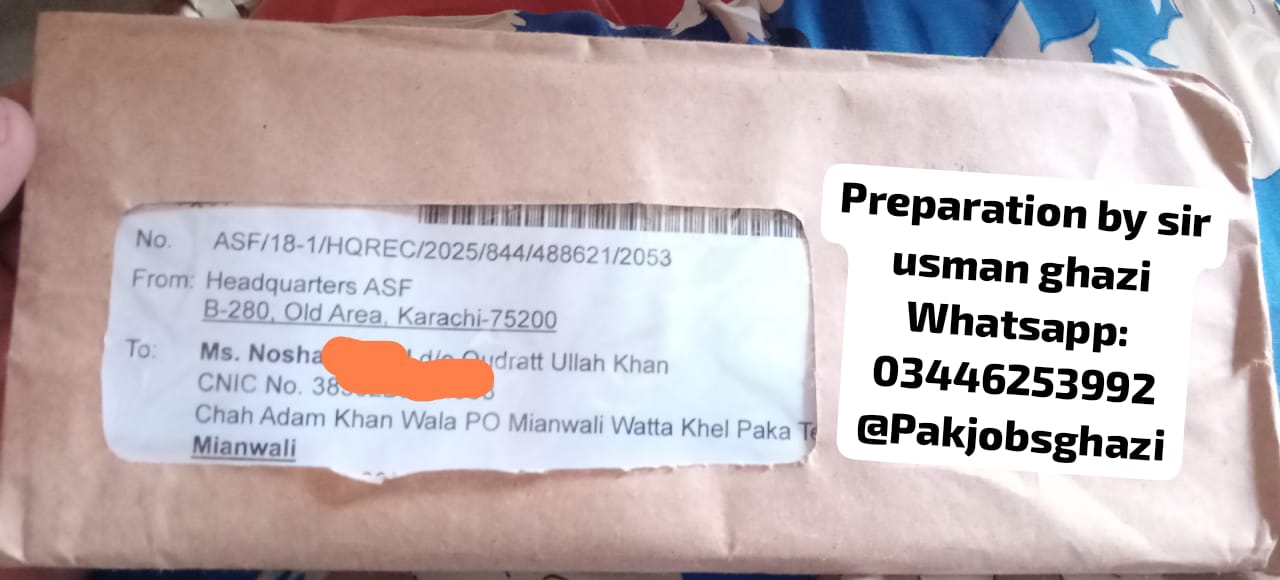 No. ASF/18-1/HQREC/2025/844/488621/2053
From: Headquarters ASF
B-280, Old Area, Karachi-75200
To: Ms. Nosha d/o Qudratt Ullah Khan
CNIC No. 38
Chah Adam Khan Wala PO Mianwali Watta Khel Paka Te
Mianwali
Preparation by sir
usman ghazi
Whatsapp:
03446253992
@Pakjobsghazi